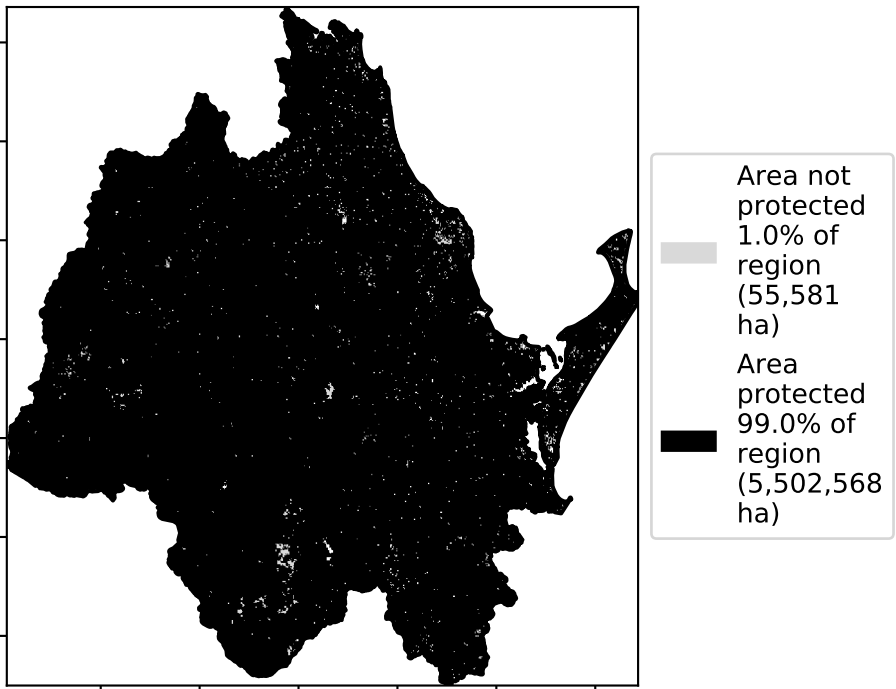 Area not
protected
1.0% of
region
(55,581
ha)
Area
protected
99.0% of
region
(5,502,568
ha)